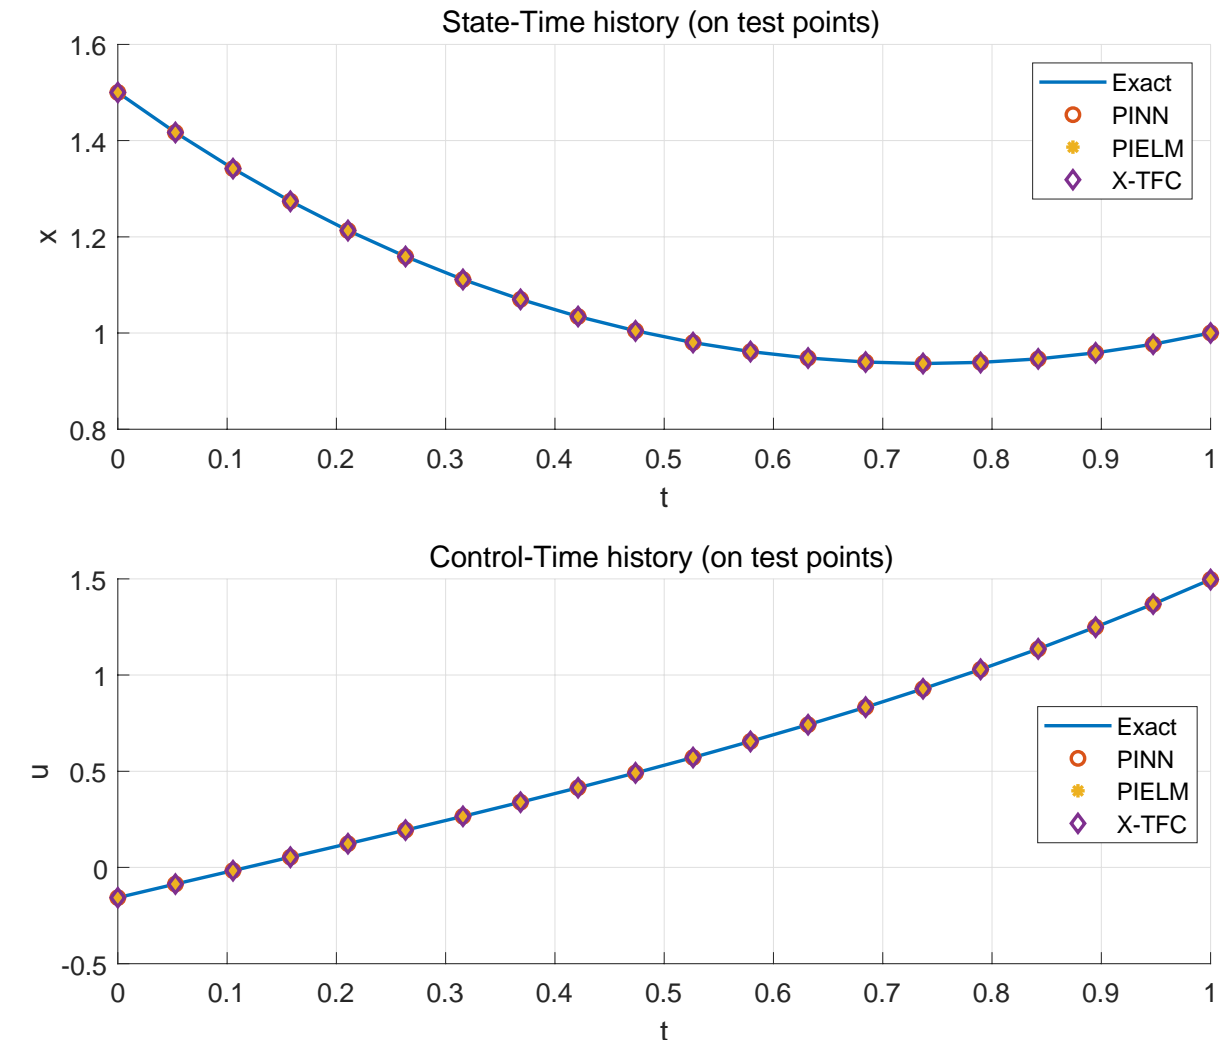 State-Time history (on test points)
1.6
1.4
1.2
1
0.8
x
0 0.1 0.2 0.3 0.4 0.5 0.6 0.7 0.8 0.9 1
t
Exact
PINN
PIELM
X-TFC
Control-Time history (on test points)
1.5
1
0.5
0
-0.5
u
0 0.1 0.2 0.3 0.4 0.5 0.6 0.7 0.8 0.9 1
t
Exact
PINN
PIELM
X-TFC